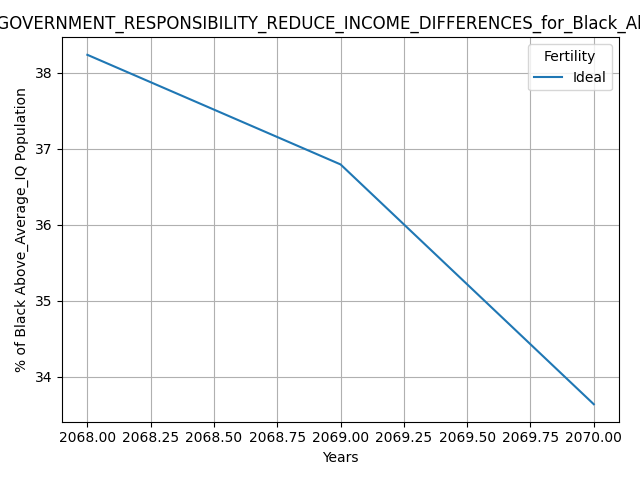 GOVERNMENT_RESPONSIBILITY_REDUCE_INCOME_DIFFERENCES_for_Black_Al
Fertility
Ideal
% of Black Above_Average_IQ Population
38
37
36
35
34
2068.00 2068.25 2068.50 2068.75 2069.00 2069.25 2069.50 2069.75 2070.00
Years